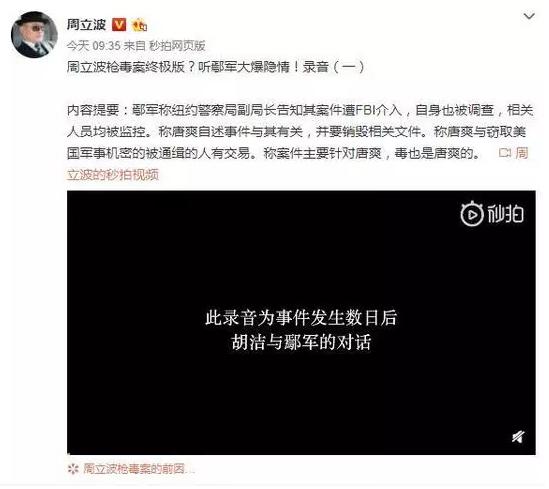 周立波
今天 09:35 来自 秒拍网页版
周立波枪毒案终极版？听鄢军大爆隐情！录音（一）
内容提要：鄢军称纽约警察局副局长告知其案件遭FBI介入，自身也被调查，相关
人员均被监控。称唐爽自述事件与其有关，并要销毁相关文件。称唐爽与窃取美
国军事机密的被通缉的人有交易。称案件主要针对唐爽，毒也是唐爽的。 周
立波的秒拍视频
秒拍
此录音为事件发生数日后
胡洁与鄢军的对话
周立波枪毒案的前因...